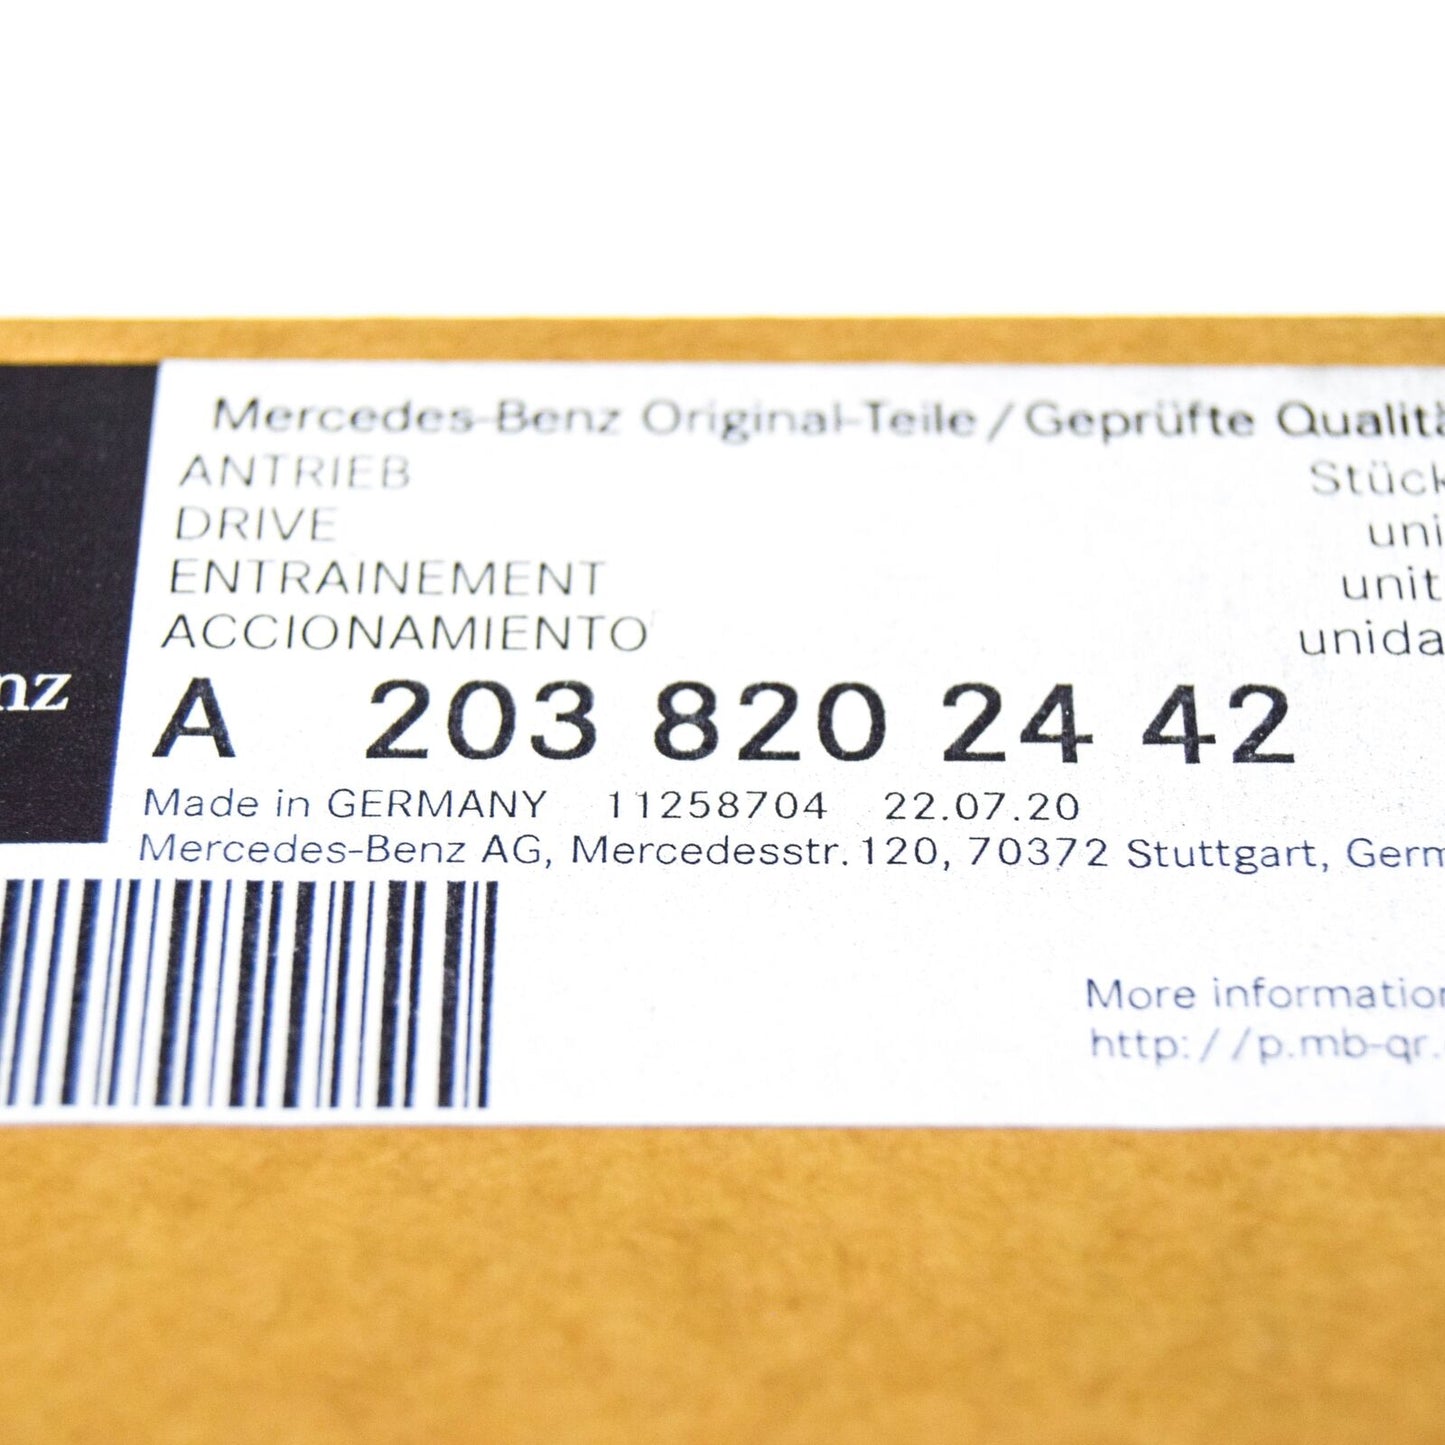 Mercedes-Benz Original-Teile / Geprüfte Qualitä
ANTRIEB Stück
DRIVE uni
ENTRAINEMENT unit
ACCIONAMIENTO unida
nz
A 203 820 24 42
Made in GERMANY 11258704 22.07.20
Mercedes-Benz AG, Mercedesstr. 120, 70372 Stuttgart, Germ
More information
http://p.mb-qr.